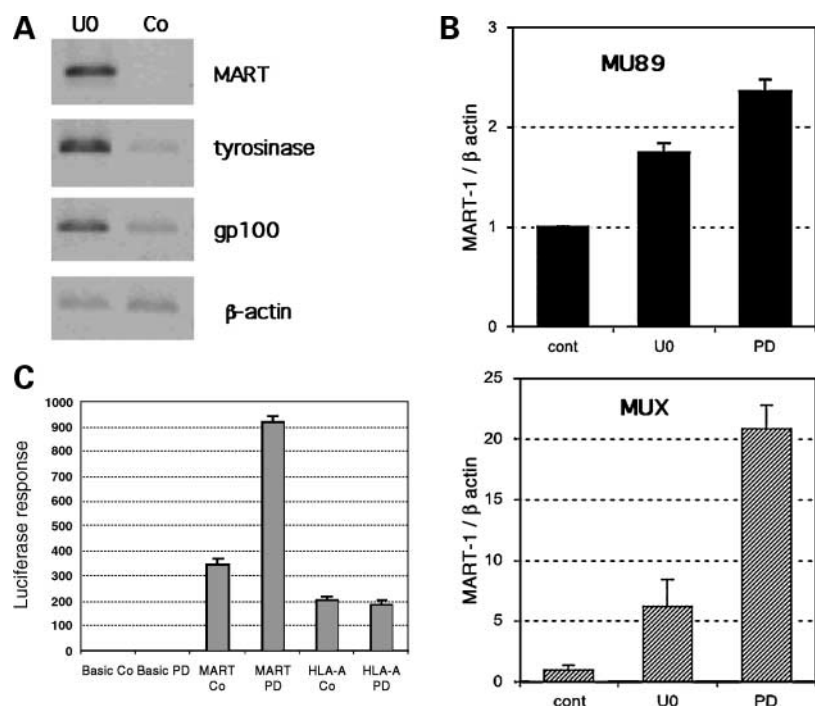 A
U0 Co
MART
tyrosinase
gp100
β-actin
B
MU89
MART-1 / β actin
3
2
1
0
cont U0 PD
MUX
MART-1 / β actin
25
20
15
10
5
0
cont U0 PD
C
Luciferase response
1000
900
800
700
600
500
400
300
200
100
0
Basic Co Basic PD MART Co MART PD HLA-A Co HLA-A PD